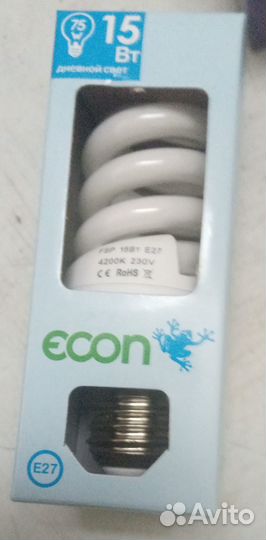 75
15
Вт
дневной свет
FSP 15Вт E27
4200K 230V
CE RoHS
econ
E27
Avito